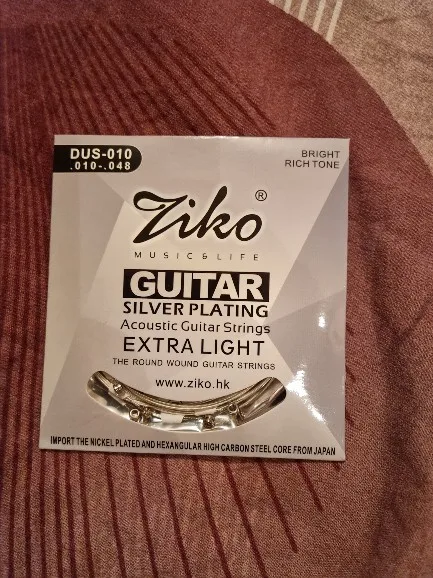 DUS-010
.010-.048
BRIGHT
RICH TONE
Ziko®
MUSIC & LIFE
GUITAR
SILVER PLATING
Acoustic Guitar Strings
EXTRA LIGHT
THE ROUND WOUND GUITAR STRINGS
www.ziko.hk
IMPORT THE NICKEL PLATED AND HEXANGULAR HIGH CARBON STEEL CORE FROM JAPAN